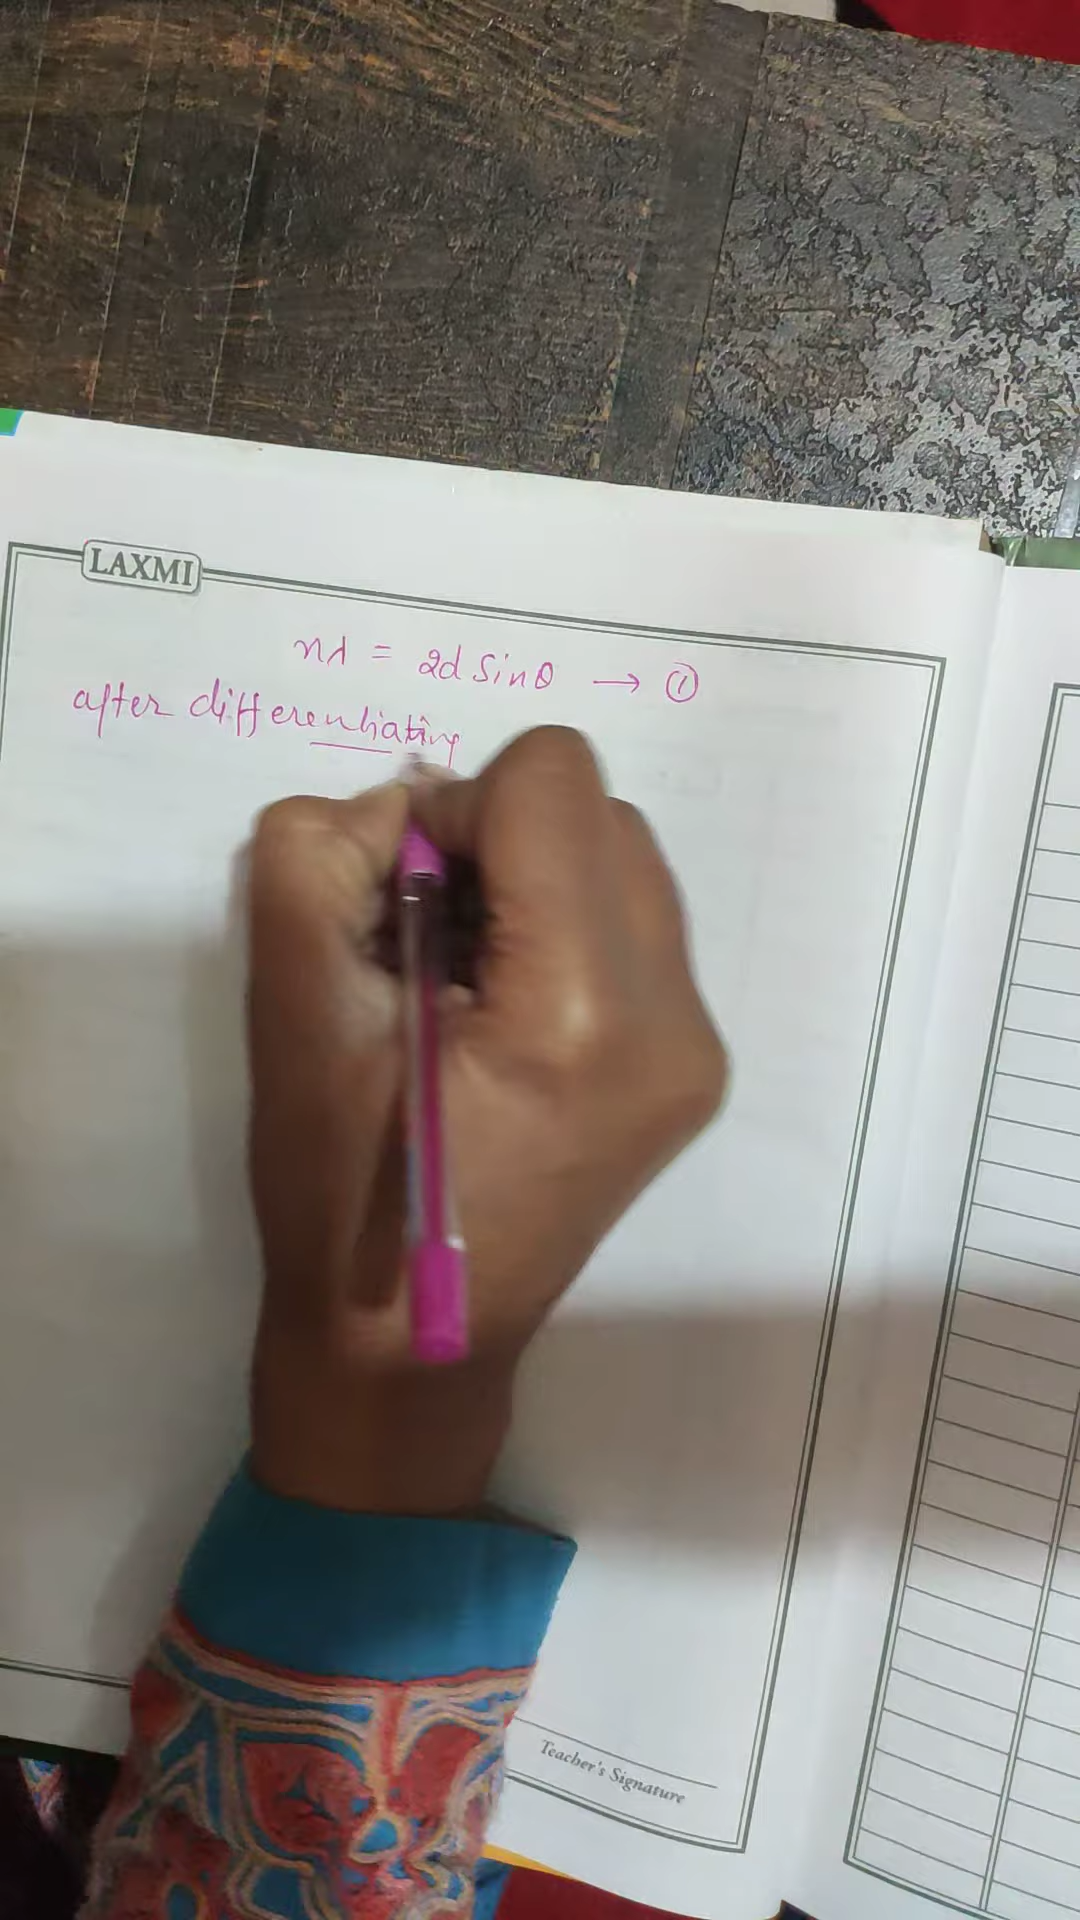 LAXMI
nλ = 2d Sinθ → ①
after differentiating
Teacher's Signature